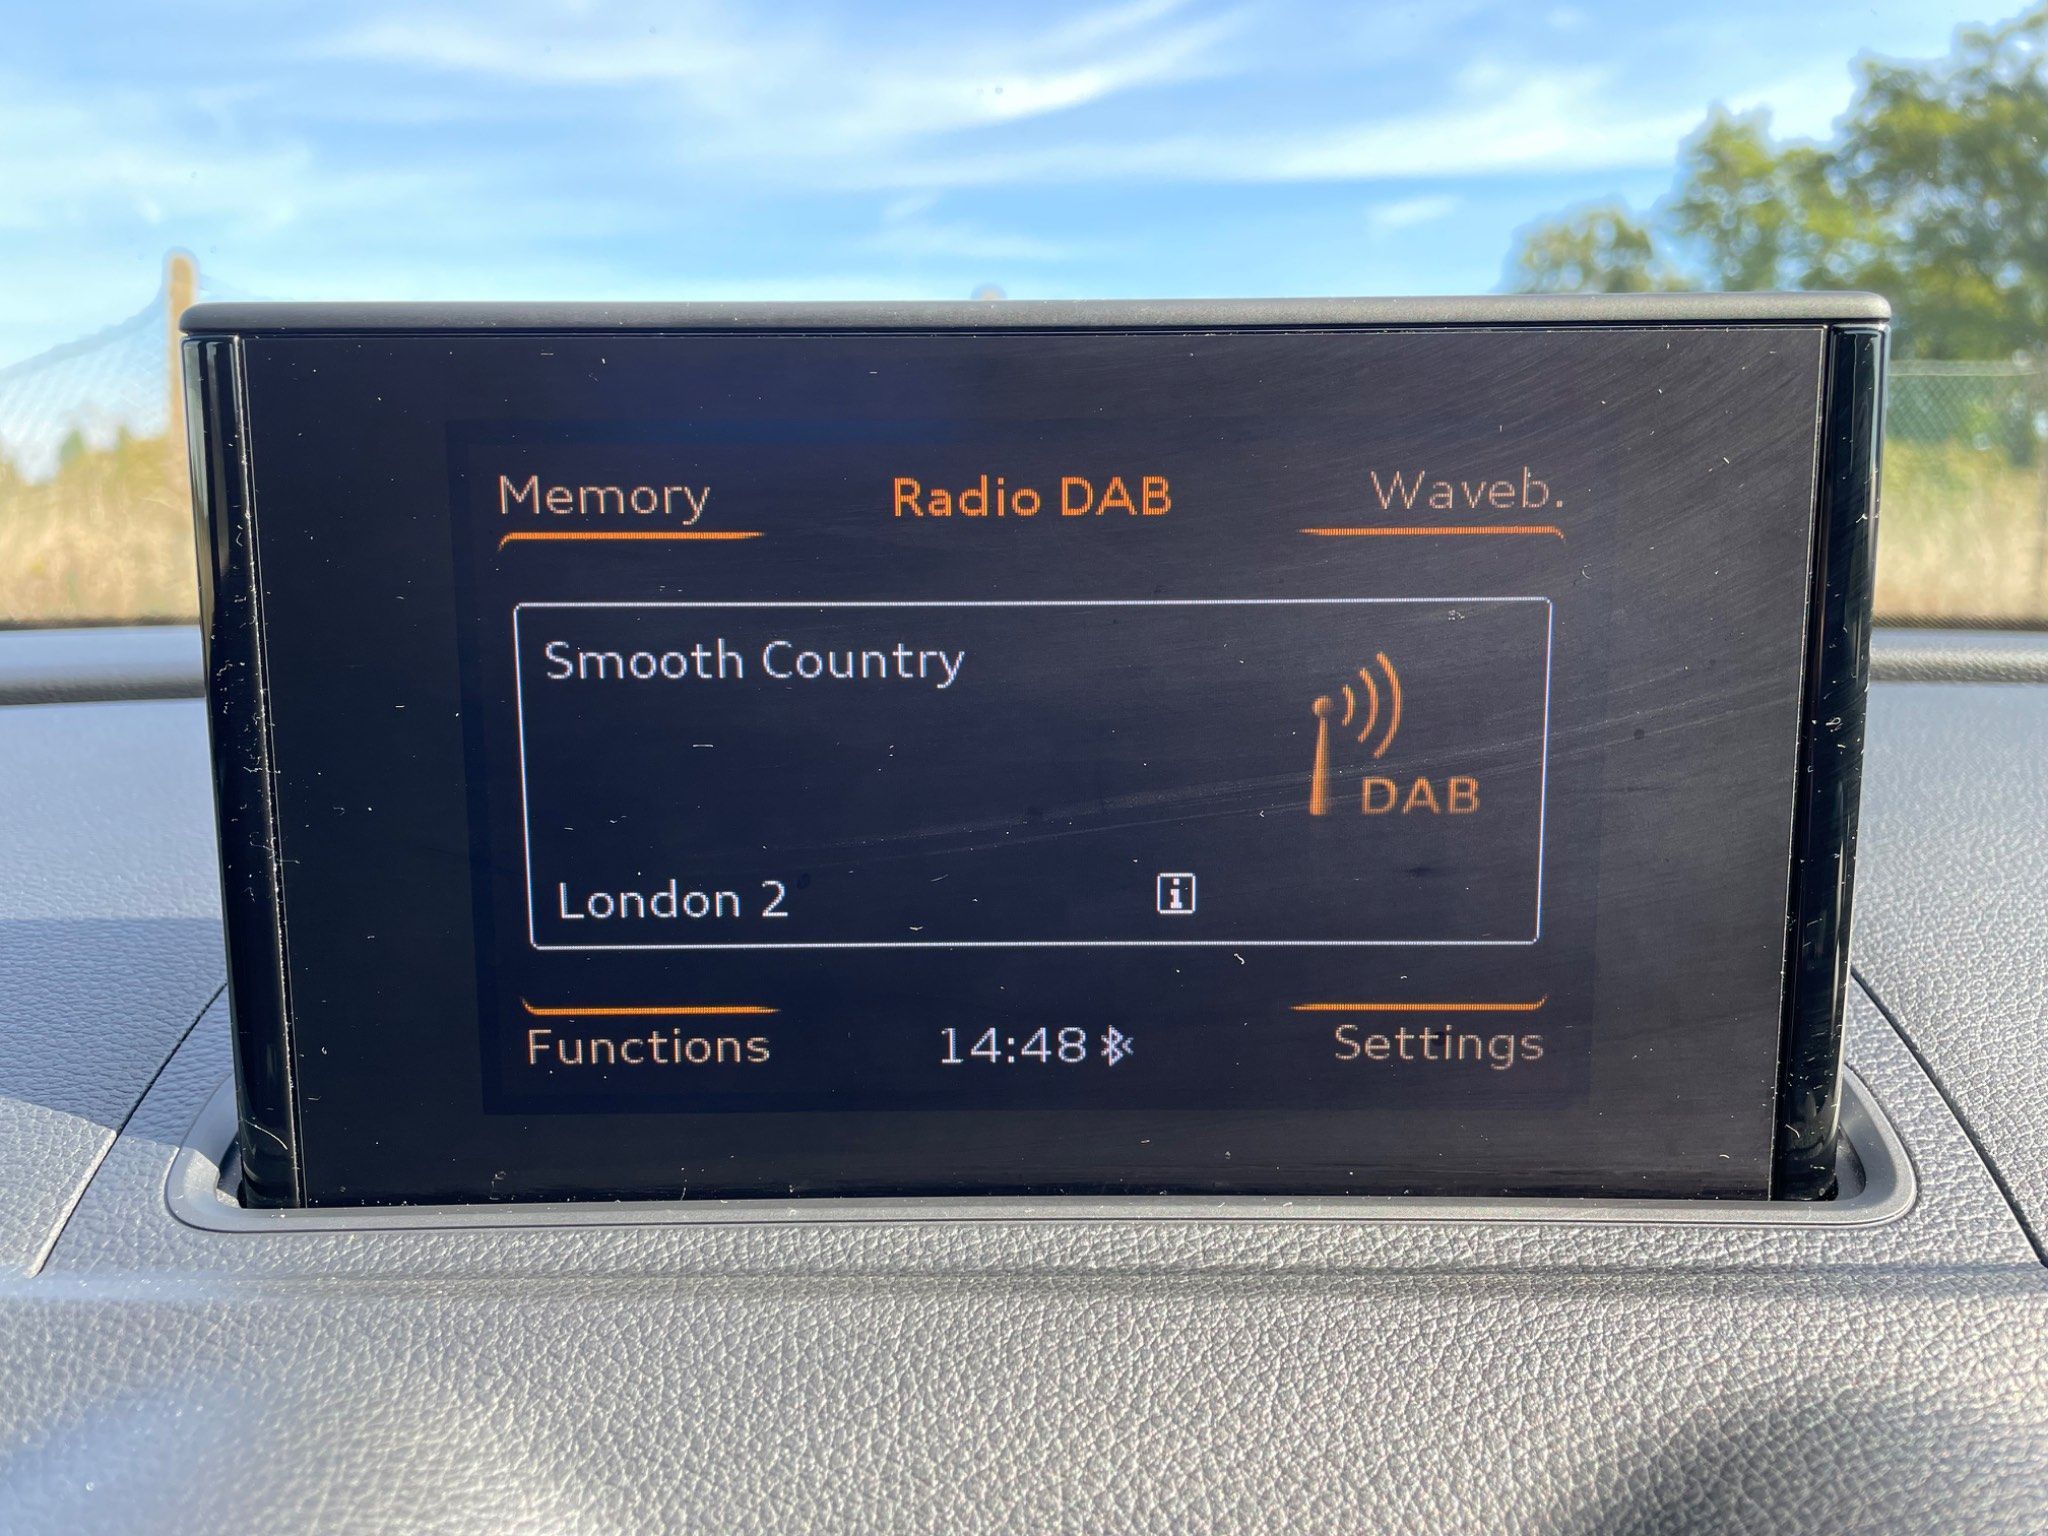 Memory Radio DAB Waveb.
Smooth Country
DAB
London 2 i
Functions 14:48 Settings